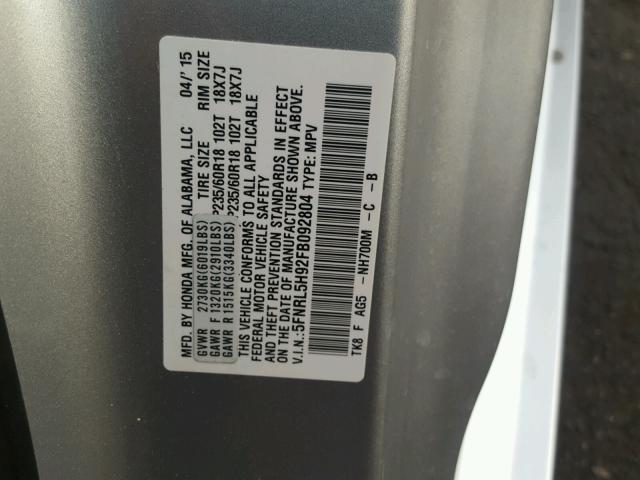 MFD. BY HONDA MFG. OF ALABAMA, LLC 04/' 15
TIRE SIZE RIM SIZE
GVWR 2730KG(6019LBS)
GAWR F 1320KG(2910LBS) P235/60R18 102T 18X7J
GAWR R 1515KG(3340LBS) P235/60R18 102T 18X7J
THIS VEHICLE CONFORMS TO ALL APPLICABLE
FEDERAL MOTOR VEHICLE SAFETY
AND THEFT PREVENTION STANDARDS IN EFFECT
ON THE DATE OF MANUFACTURE SHOWN ABOVE.
V.I.N.:5FNRL5H92FB092804 TYPE: MPV
TK8 F AG5 -NH700M -C -B